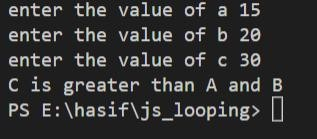 enter the value of a 15
enter the value of b 20
enter the value of c 30
C is greater than A and B
PS E:\hasif\js_looping>